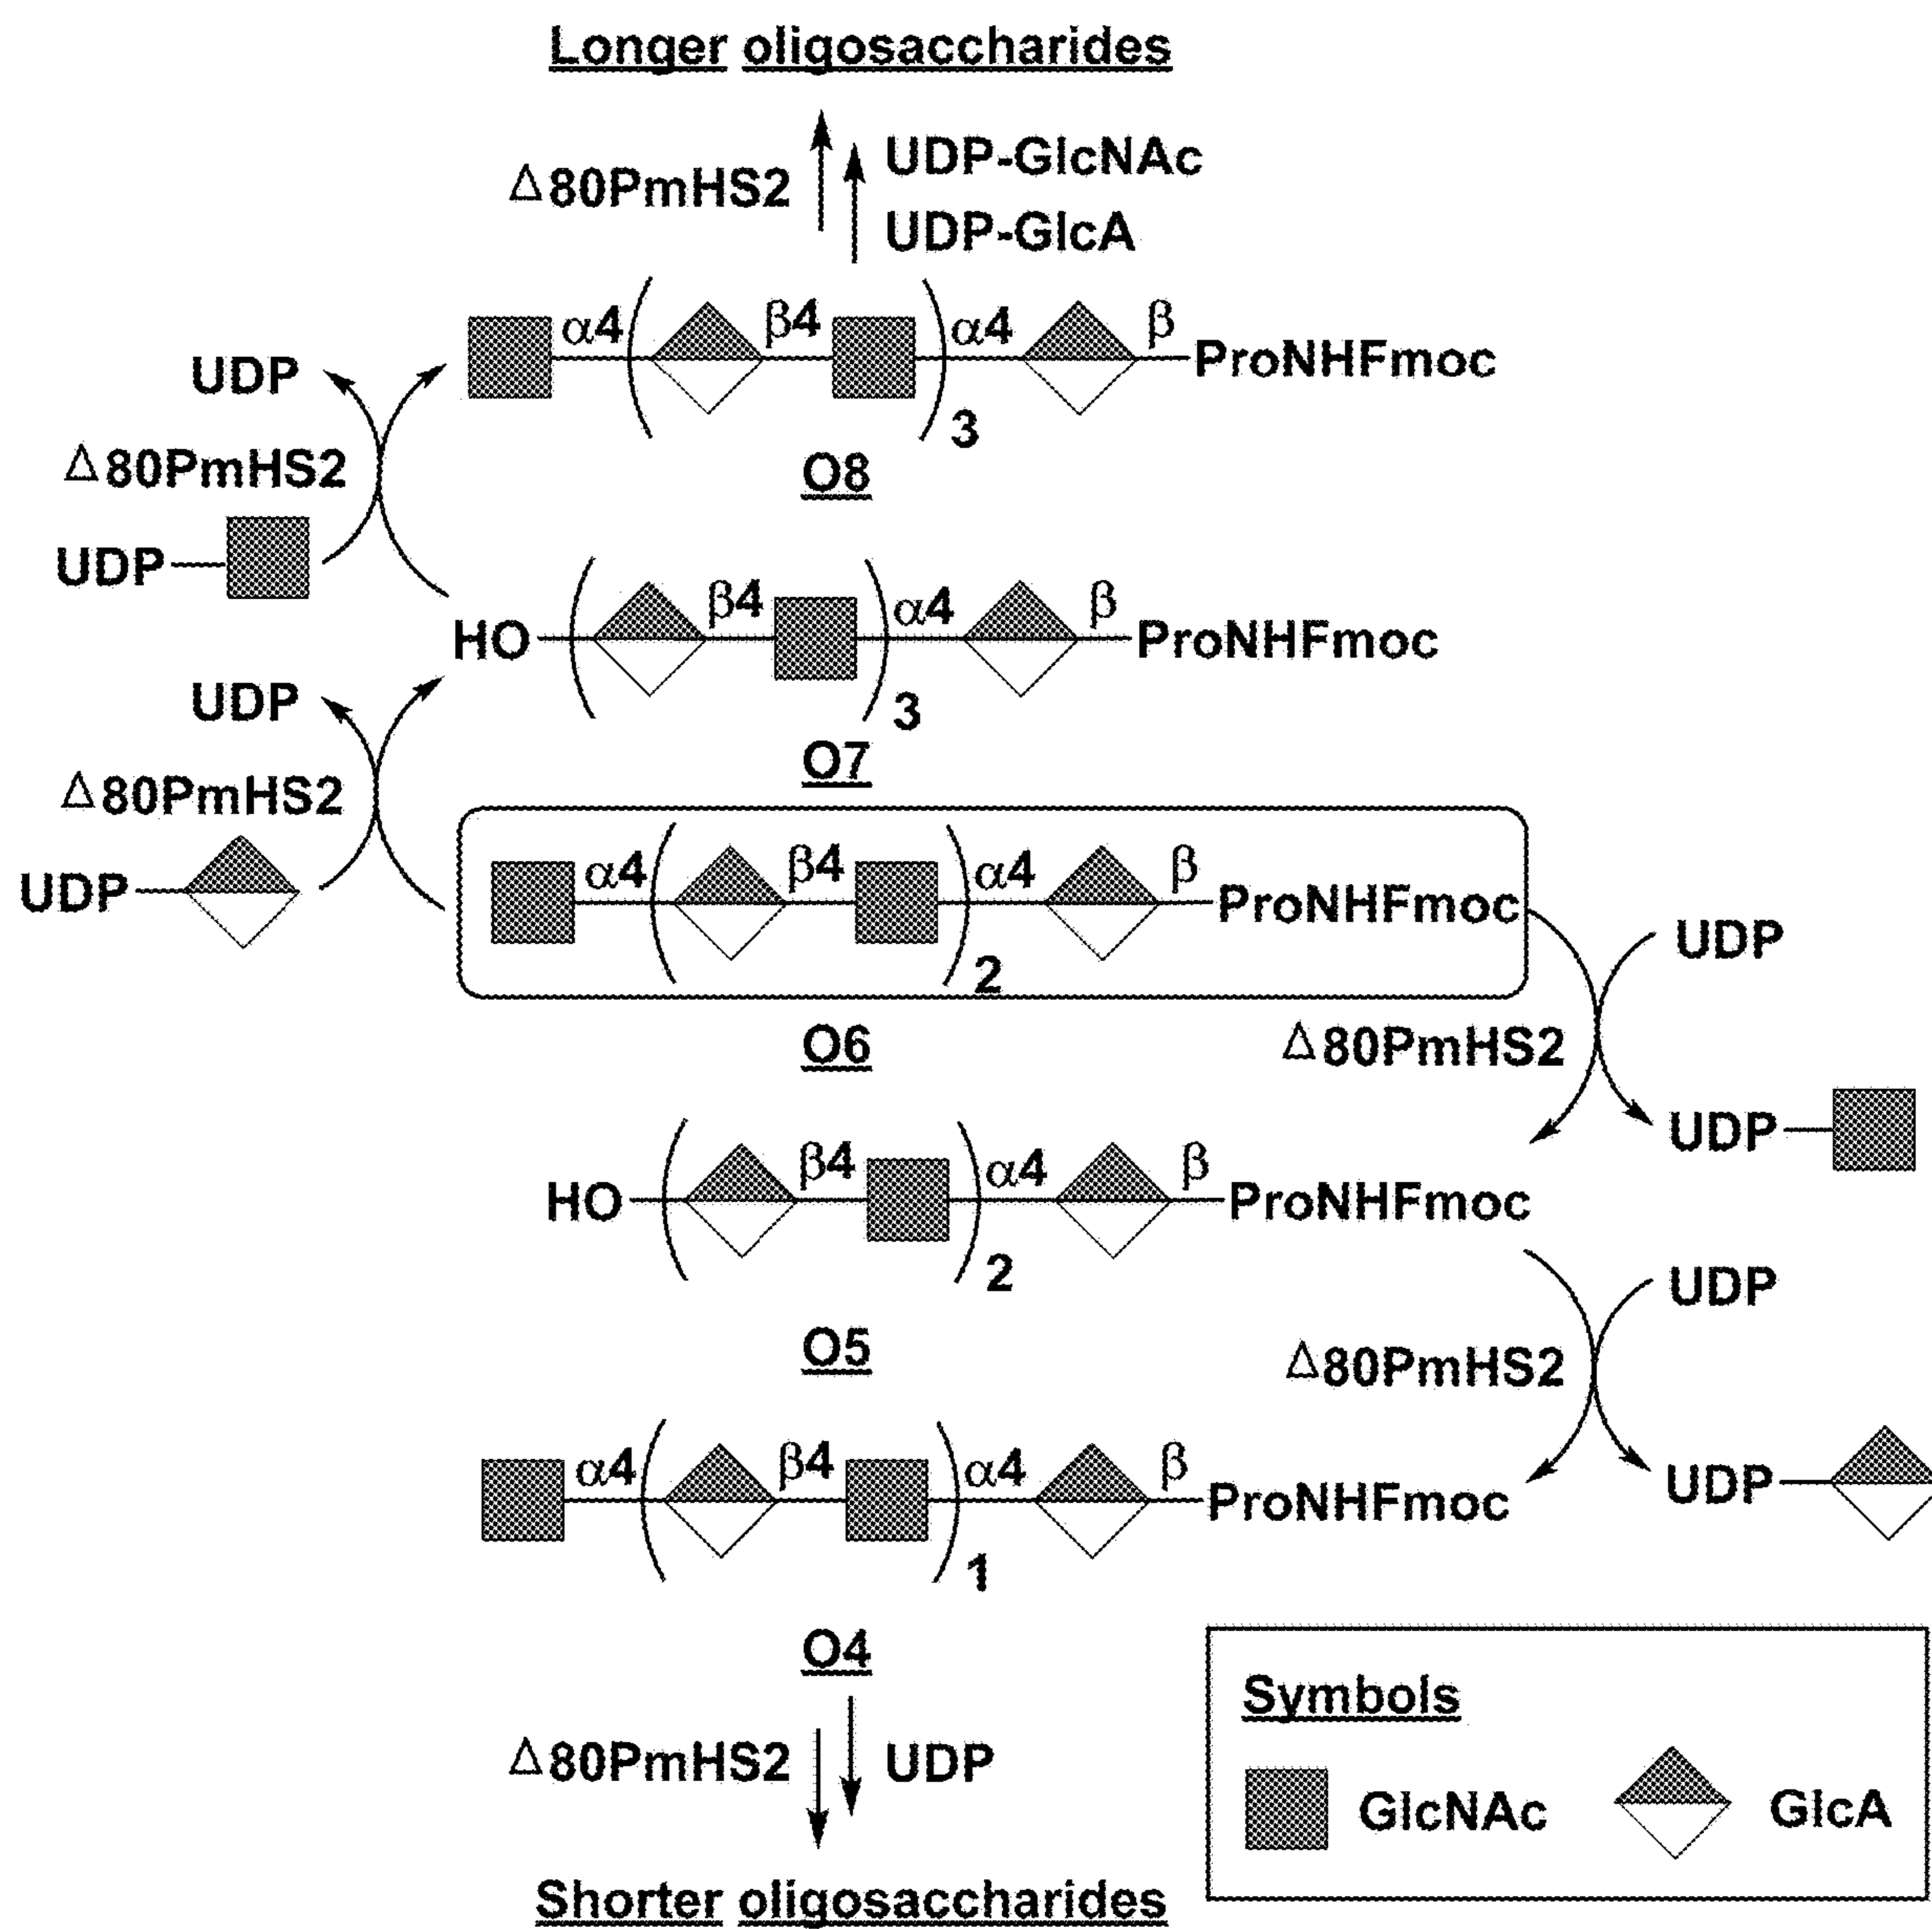 Longer oligosaccharides
Δ80PmHS2
UDP-GlcNAc
UDP-GlcA
α4 β4 α4 β
ProNHFmoc
3
O8
UDP
Δ80PmHS2
UDP
HO β4 α4 β
ProNHFmoc
3
O7
UDP
Δ80PmHS2
UDP
α4 β4 α4 β
ProNHFmoc
2
O6
UDP
Δ80PmHS2
UDP
HO β4 α4 β
ProNHFmoc
2
O5
UDP
Δ80PmHS2
UDP
α4 β4 α4 β
ProNHFmoc
1
O4
Δ80PmHS2 UDP
Shorter oligosaccharides
Symbols
GlcNAc GlcA